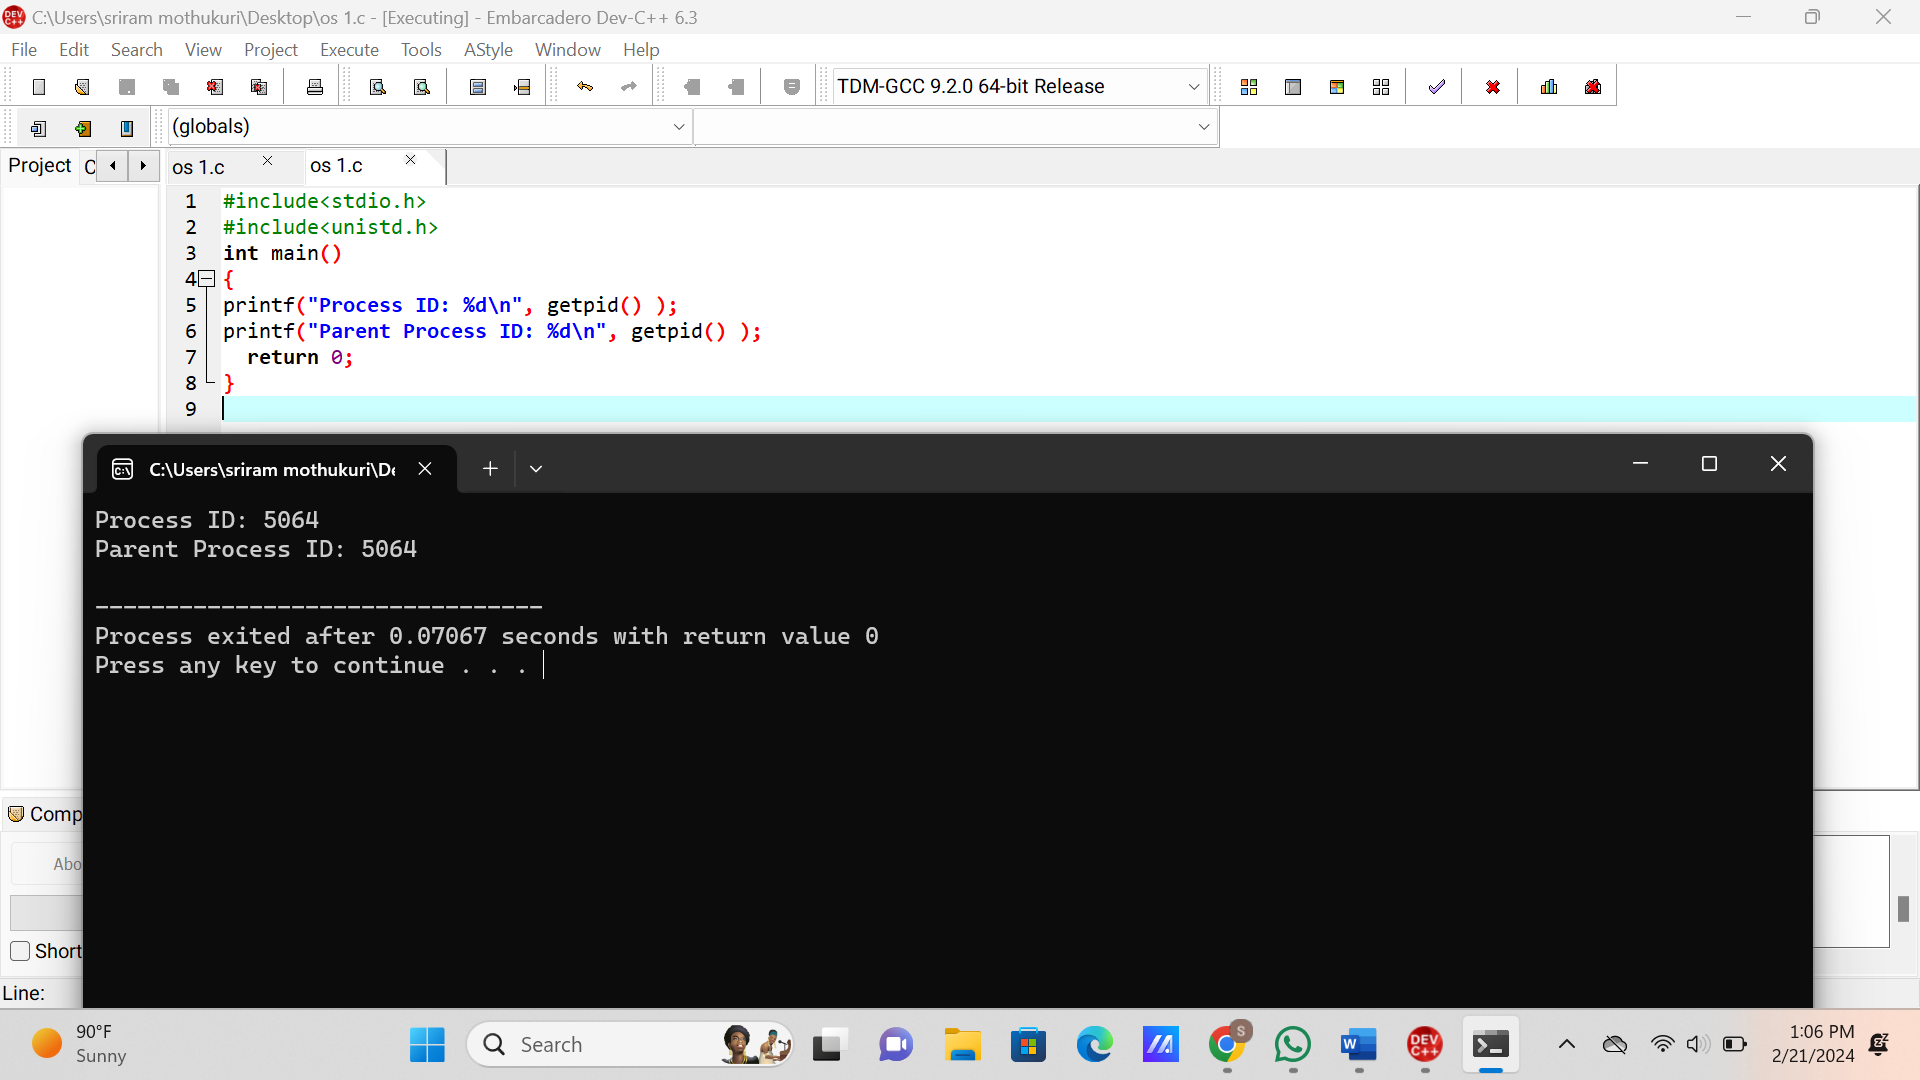 C:\Users\sriram mothukuri\Desktop\os 1.c - [Executing] - Embarcadero Dev-C++ 6.3
File Edit Search View Project Execute Tools AStyle Window Help
TDM-GCC 9.2.0 64-bit Release
(globals)
Project C
os 1.c
os 1.c
1 #include<stdio.h>
2 #include<unistd.h>
3 int main()
4 {
5 printf("Process ID: %d\n", getpid() );
6 printf("Parent Process ID: %d\n", getpid() );
7 return 0;
8 }
9
C:\Users\sriram mothukuri\De
Process ID: 5064
Parent Process ID: 5064
--------------------------------
Process exited after 0.07067 seconds with return value 0
Press any key to continue . . .
Comp
Abo
Short
Line:
90°F
Sunny
Search
S
W
DEV
C++
1:06 PM
2/21/2024